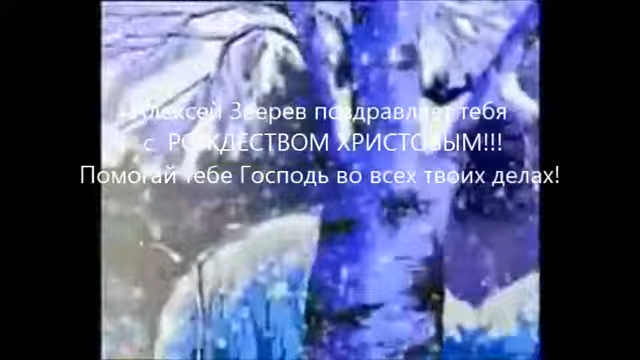 Алексей Зверев поздравляет тебя
с РОЖДЕСТВОМ ХРИСТОВЫМ!!!
Помогай тебе Господь во всех твоих делах!